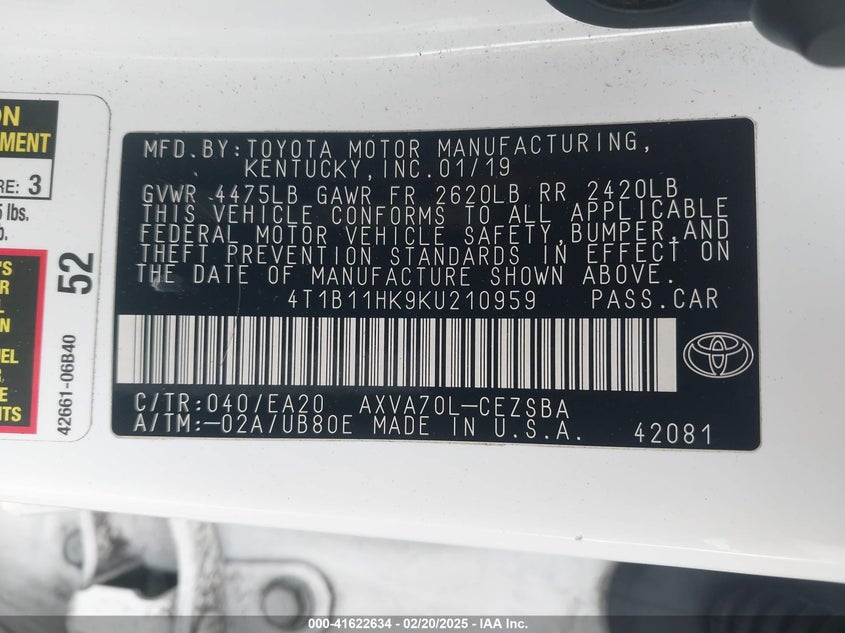 ON
MENT
RE: 3
5 lbs.
b.
'S
R
L
N
UEL
R,
E
TS
52
42661-06B40
MFD.BY:TOYOTA MOTOR MANUFACTURING,
KENTUCKY,INC.01/19
GVWR 4475LB GAWR FR 2620LB RR 2420LB
THIS VEHICLE CONFORMS TO ALL APPLICABLE
FEDERAL MOTOR VEHICLE SAFETY,BUMPER,AND
THEFT PREVENTION STANDARDS IN EFFECT ON
THE DATE OF MANUFACTURE SHOWN ABOVE.
4T1B11HK9KU210959 PASS.CAR
C/TR:040/EA20 AXVA70L-CEZSBA
A/TM:-02A/UB80E MADE IN U.S.A. 42081
000-41622634 - 02/20/2025 - IAA Inc.